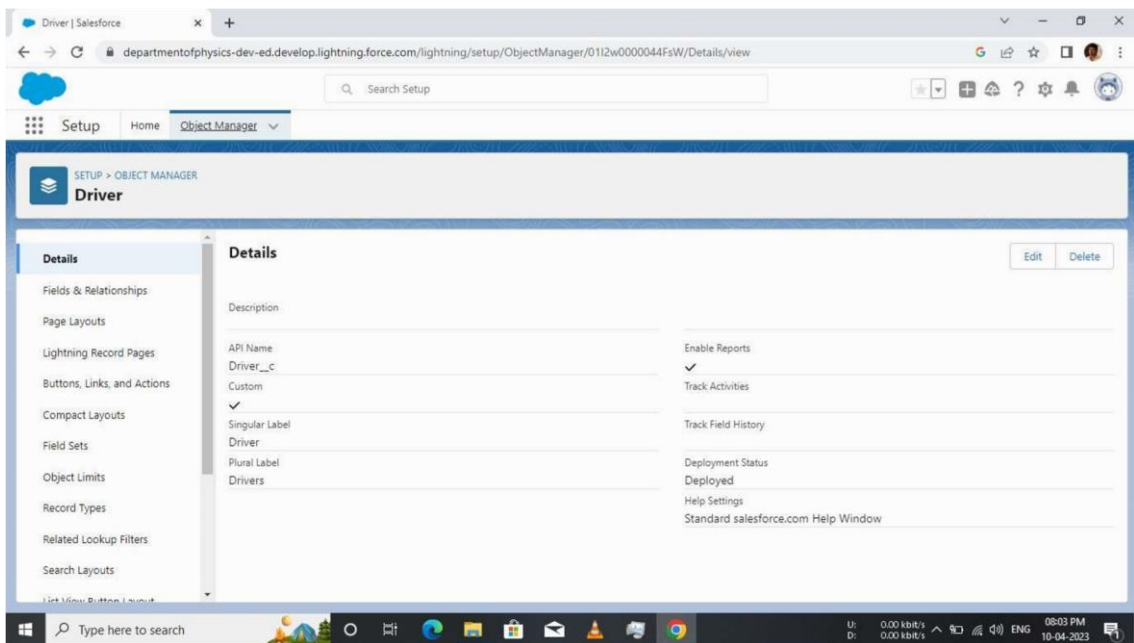 Driver | Salesforce
departmentofphysics-dev-ed.develop.lightning.force.com/lightning/setup/ObjectManager/01I2w0000044FsW/Details/view
Search Setup
Setup Home Object Manager
SETUP > OBJECT MANAGER
Driver
Details
Fields & Relationships
Page Layouts
Lightning Record Pages
Buttons, Links, and Actions
Compact Layouts
Field Sets
Object Limits
Record Types
Related Lookup Filters
Search Layouts
List View Button Layout
Details
Edit Delete
Description
API Name
Driver__c
Custom
Singular Label
Driver
Plural Label
Drivers
Enable Reports
Track Activities
Track Field History
Deployment Status
Deployed
Help Settings
Standard salesforce.com Help Window
Type here to search
U: 0.00 kbit/s
D: 0.00 kbit/s
ENG
08:03 PM
10-04-2023